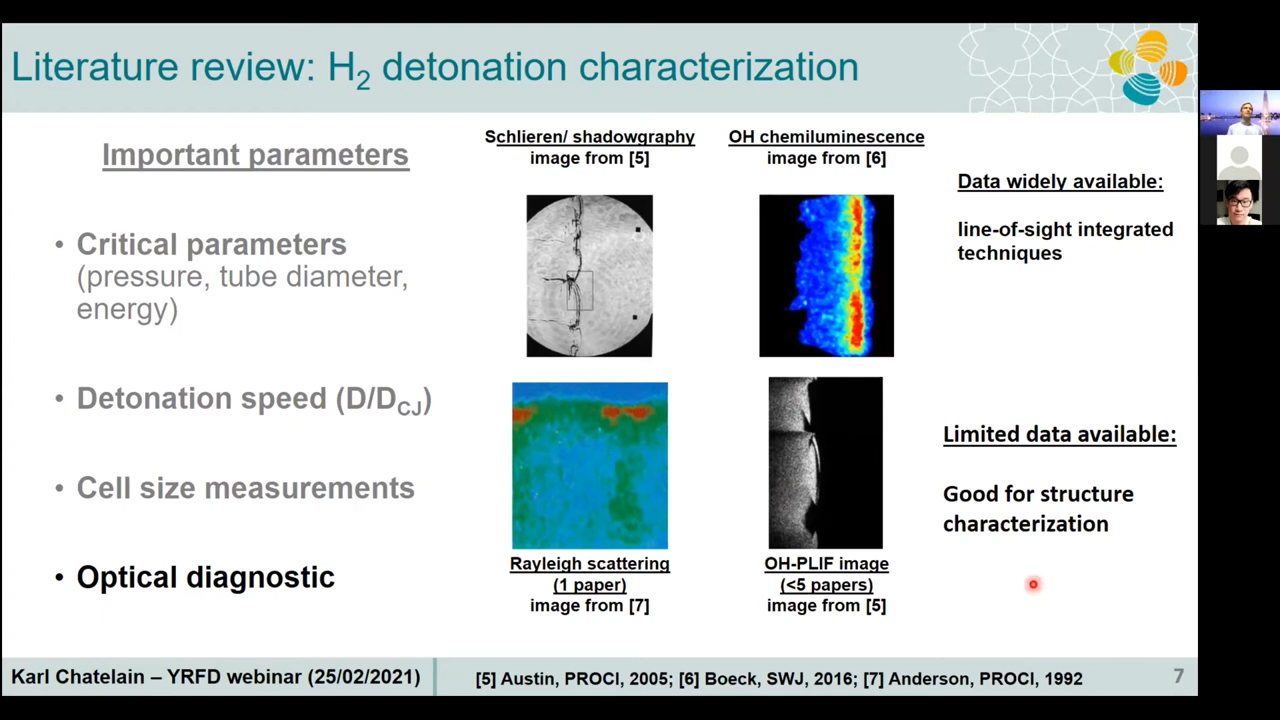 Literature review: H2 detonation characterization
Important parameters
• Critical parameters
(pressure, tube diameter,
energy)
• Detonation speed (D/DCJ)
• Cell size measurements
• Optical diagnostic
Schlieren/ shadowgraphy
image from [5]
OH chemiluminescence
image from [6]
Data widely available:
line-of-sight integrated
techniques
Rayleigh scattering
(1 paper)
image from [7]
OH-PLIF image
(<5 papers)
image from [5]
Limited data available:
Good for structure
characterization
Karl Chatelain – YRFD webinar (25/02/2021)
[5] Austin, PROCI, 2005; [6] Boeck, SWJ, 2016; [7] Anderson, PROCI, 1992
7